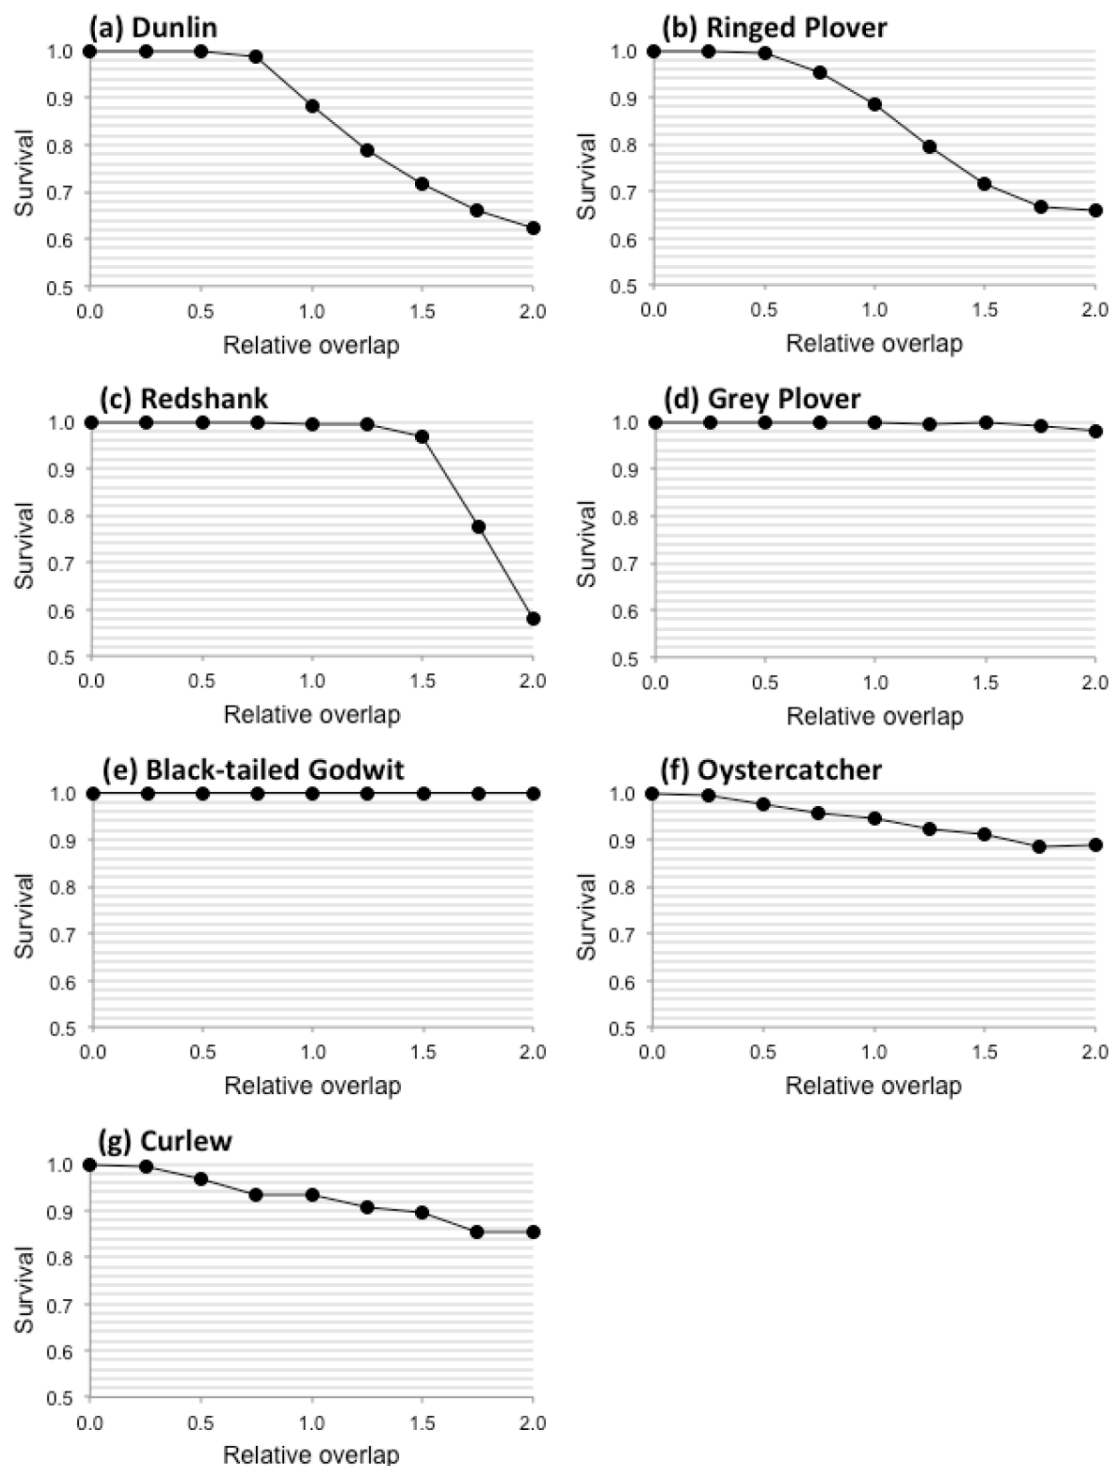 (a) Dunlin
1.0
0.9
0.8
0.7
0.6
0.5
Survival
0.0 0.5 1.0 1.5 2.0
Relative overlap
(b) Ringed Plover
1.0
0.9
0.8
0.7
0.6
0.5
Survival
0.0 0.5 1.0 1.5 2.0
Relative overlap
(c) Redshank
1.0
0.9
0.8
0.7
0.6
0.5
Survival
0.0 0.5 1.0 1.5 2.0
Relative overlap
(d) Grey Plover
1.0
0.9
0.8
0.7
0.6
0.5
Survival
0.0 0.5 1.0 1.5 2.0
Relative overlap
(e) Black-tailed Godwit
1.0
0.9
0.8
0.7
0.6
0.5
Survival
0.0 0.5 1.0 1.5 2.0
Relative overlap
(f) Oystercatcher
1.0
0.9
0.8
0.7
0.6
0.5
Survival
0.0 0.5 1.0 1.5 2.0
Relative overlap
(g) Curlew
1.0
0.9
0.8
0.7
0.6
0.5
Survival
0.0 0.5 1.0 1.5 2.0
Relative overlap